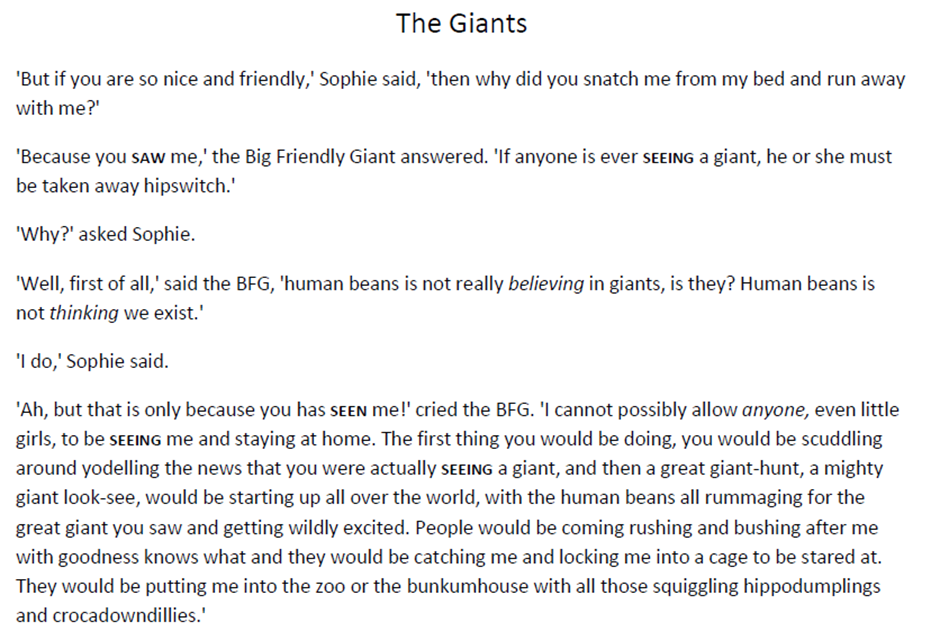 The Giants
'But if you are so nice and friendly,' Sophie said, 'then why did you snatch me from my bed and run away
with me?'
'Because you SAW me,' the Big Friendly Giant answered. 'If anyone is ever SEEING a giant, he or she must
be taken away hipswitch.'
'Why?' asked Sophie.
'Well, first of all,' said the BFG, 'human beans is not really believing in giants, is they? Human beans is
not thinking we exist.'
'I do,' Sophie said.
'Ah, but that is only because you has SEEN me!' cried the BFG. 'I cannot possibly allow anyone, even little
girls, to be SEEING me and staying at home. The first thing you would be doing, you would be scuddling
around yodelling the news that you were actually SEEING a giant, and then a great giant-hunt, a mighty
giant look-see, would be starting up all over the world, with the human beans all rummaging for the
great giant you saw and getting wildly excited. People would be coming rushing and bushing after me
with goodness knows what and they would be catching me and locking me into a cage to be stared at.
They would be putting me into the zoo or the bunkumhouse with all those squiggling hippodumplings
and crocadowndillies.'